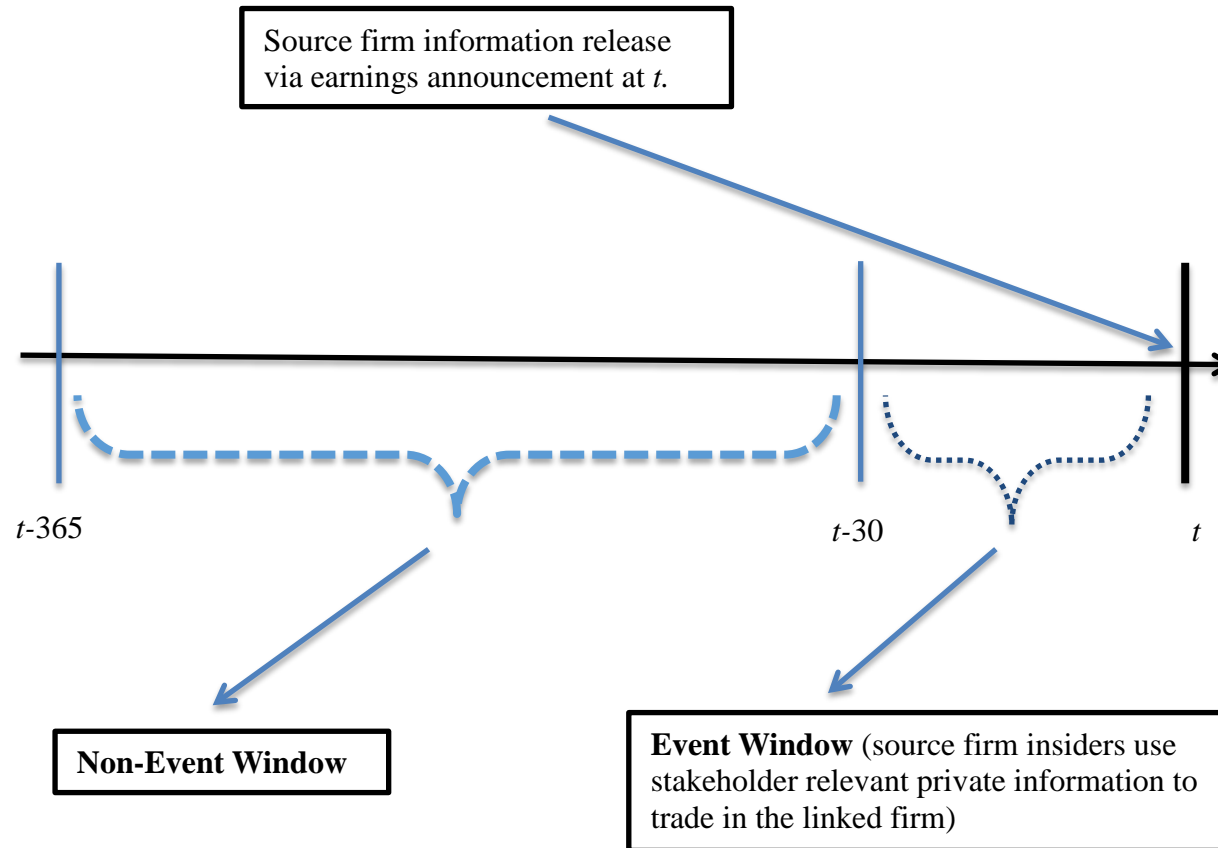 Source firm information release
via earnings announcement at t.
t-365
t-30
t
Non-Event Window
Event Window (source firm insiders use
stakeholder relevant private information to
trade in the linked firm)